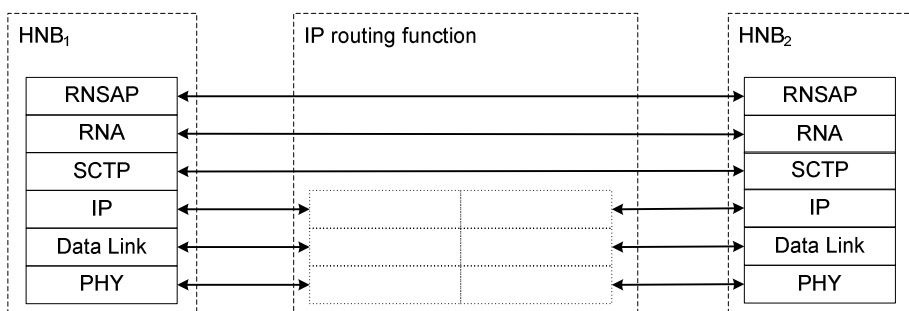 HNB₁
IP routing function
HNB₂
RNSAP
RNSAP
RNA
RNA
SCTP
SCTP
IP
IP
Data Link
Data Link
PHY
PHY